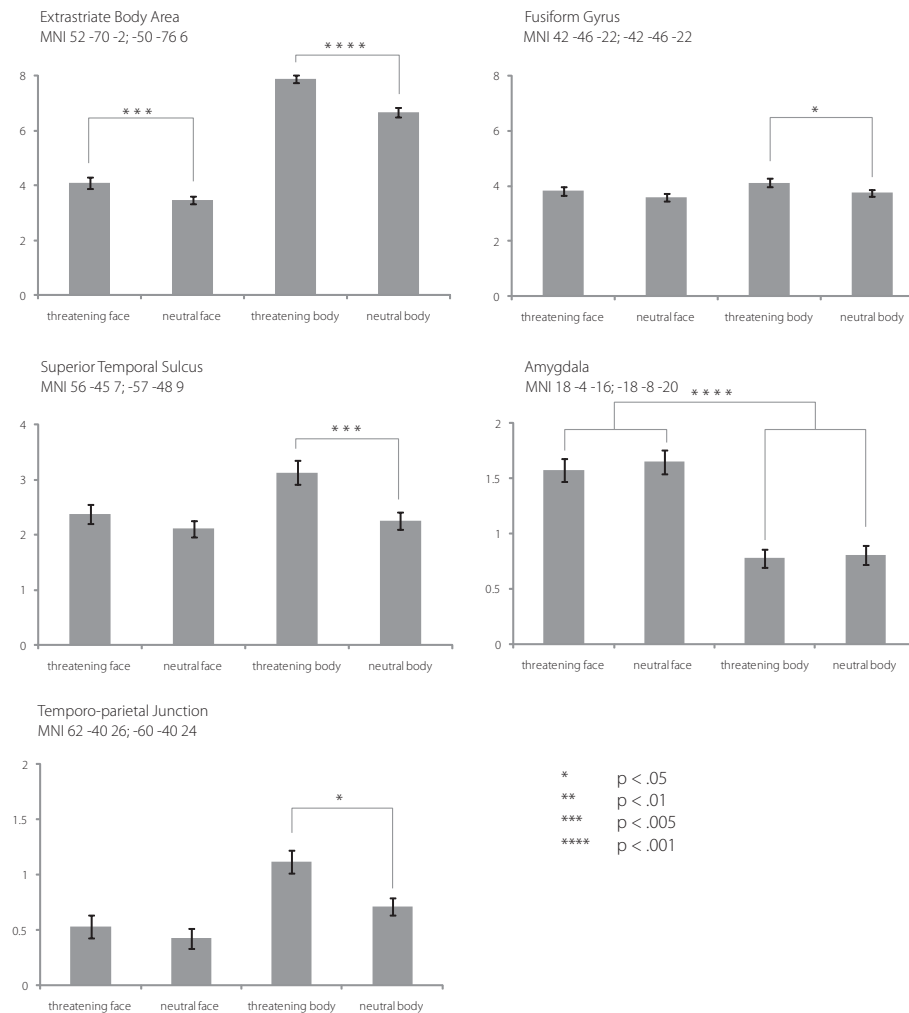 Extrastriate Body Area
MNI 52 -70 -2; -50 -76 6
* * * *
* * *
8
6
4
2
0
threatening face
neutral face
threatening body
neutral body
Fusiform Gyrus
MNI 42 -46 -22; -42 -46 -22
*
8
6
4
2
0
threatening face
neutral face
threatening body
neutral body
Superior Temporal Sulcus
MNI 56 -45 7; -57 -48 9
* * *
4
3
2
1
0
threatening face
neutral face
threatening body
neutral body
Amygdala
MNI 18 -4 -16; -18 -8 -20
* * * *
2
1.5
1
0.5
0
threatening face
neutral face
threatening body
neutral body
Temporo-parietal Junction
MNI 62 -40 26; -60 -40 24
*
2
1.5
1
0.5
0
threatening face
neutral face
threatening body
neutral body
* p < .05
** p < .01
*** p < .005
**** p < .001